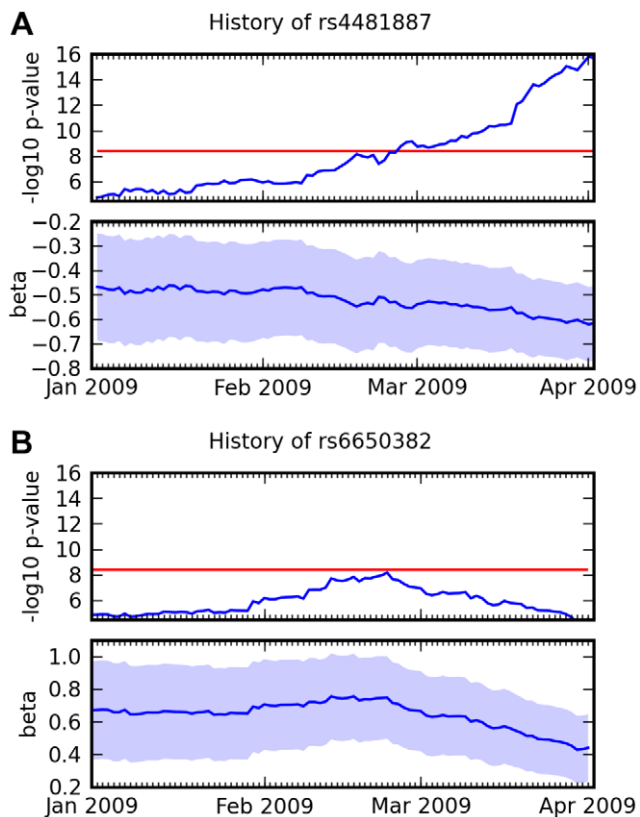 A
History of rs4481887
-log10 p-value
16
14
12
10
8
6
beta
−0.2
−0.3
−0.4
−0.5
−0.6
−0.7
−0.8
Jan 2009 Feb 2009 Mar 2009 Apr 2009
B
History of rs6650382
-log10 p-value
16
14
12
10
8
6
beta
1.0
0.8
0.6
0.4
0.2
Jan 2009 Feb 2009 Mar 2009 Apr 2009